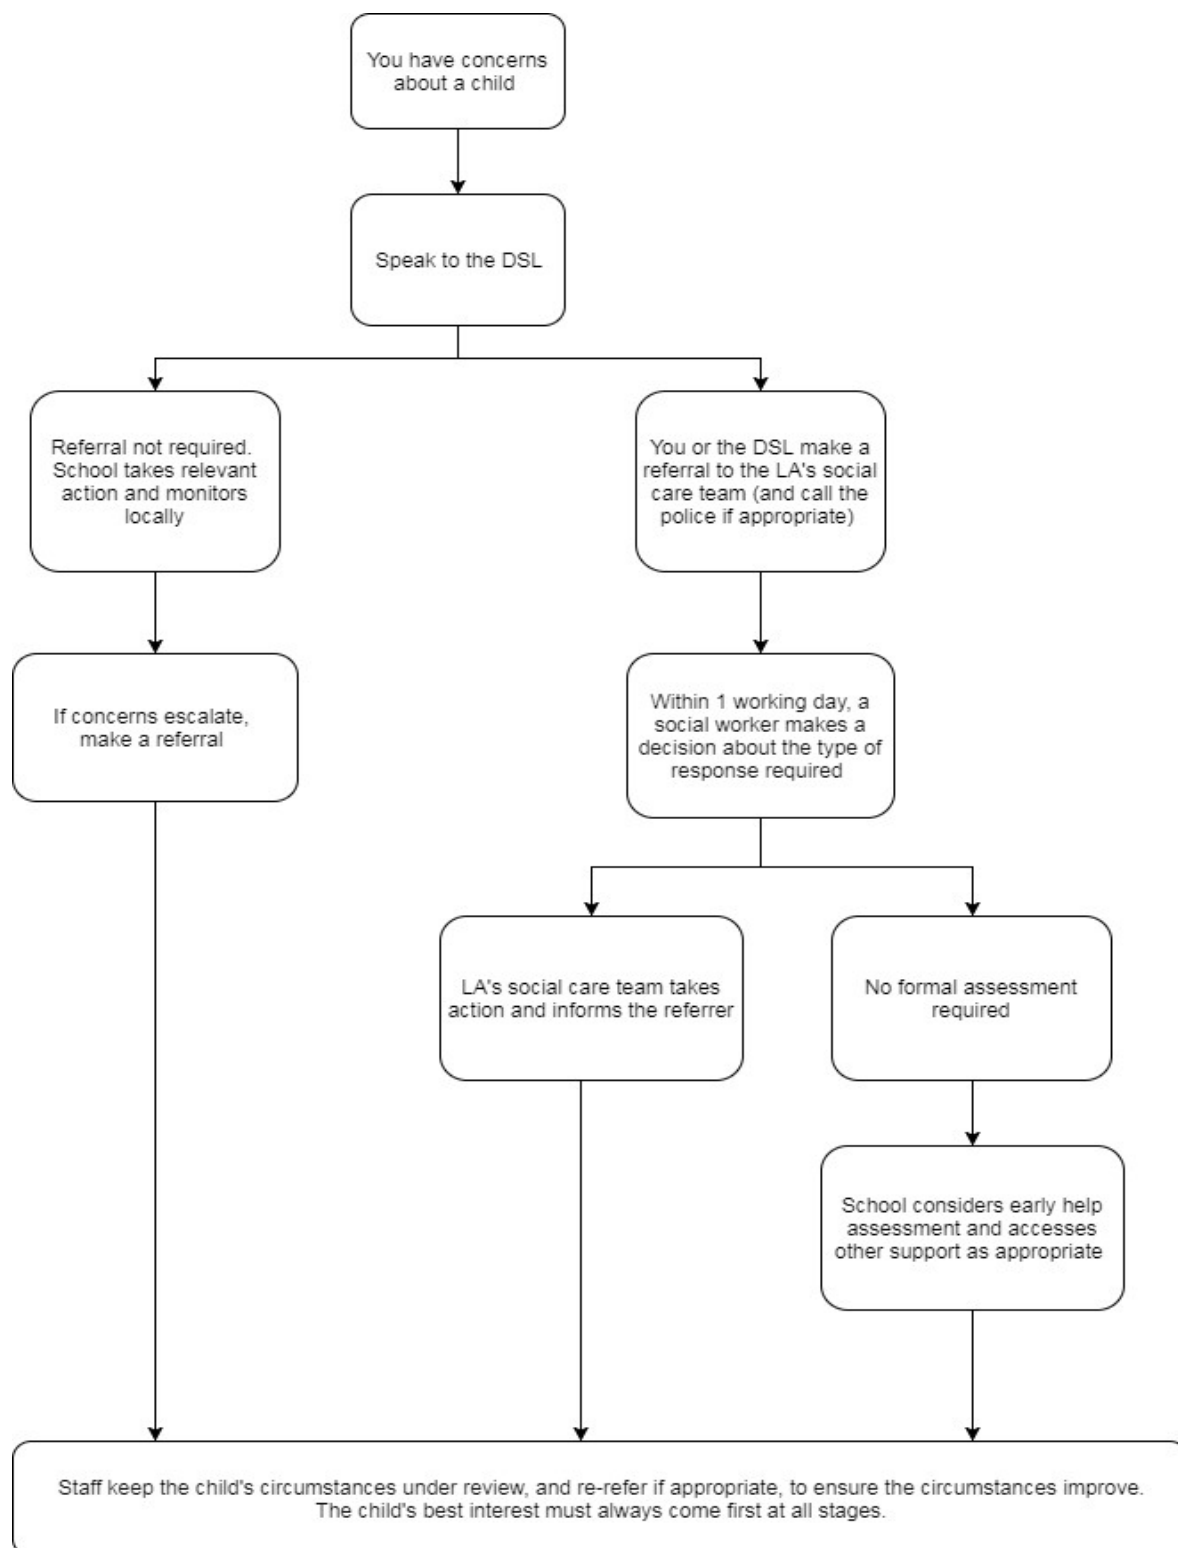 You have concerns
about a child
Speak to the DSL
Referral not required.
School takes relevant
action and monitors
locally
You or the DSL make a
referral to the LA's social
care team (and call the
police if appropriate)
If concerns escalate,
make a referral
Within 1 working day, a
social worker makes a
decision about the type of
response required
LA's social care team takes
action and informs the referrer
No formal assessment
required
School considers early help
assessment and accesses
other support as appropriate
Staff keep the child's circumstances under review, and re-refer if appropriate, to ensure the circumstances improve.
The child's best interest must always come first at all stages.